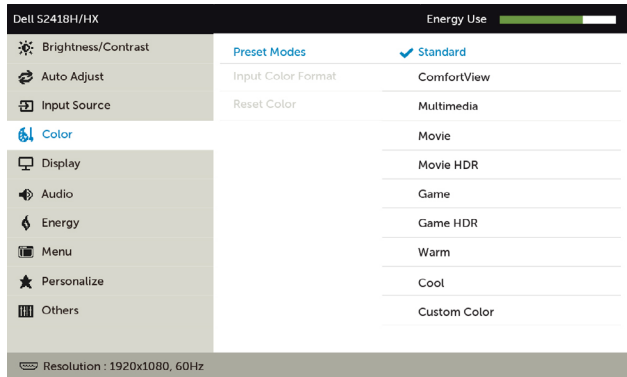 Dell S2418H/HX
Energy Use
Brightness/Contrast
Auto Adjust
Input Source
Color
Display
Audio
Energy
Menu
Personalize
Others
Preset Modes
Input Color Format
Reset Color
Standard
ComfortView
Multimedia
Movie
Movie HDR
Game
Game HDR
Warm
Cool
Custom Color
Resolution : 1920x1080, 60Hz